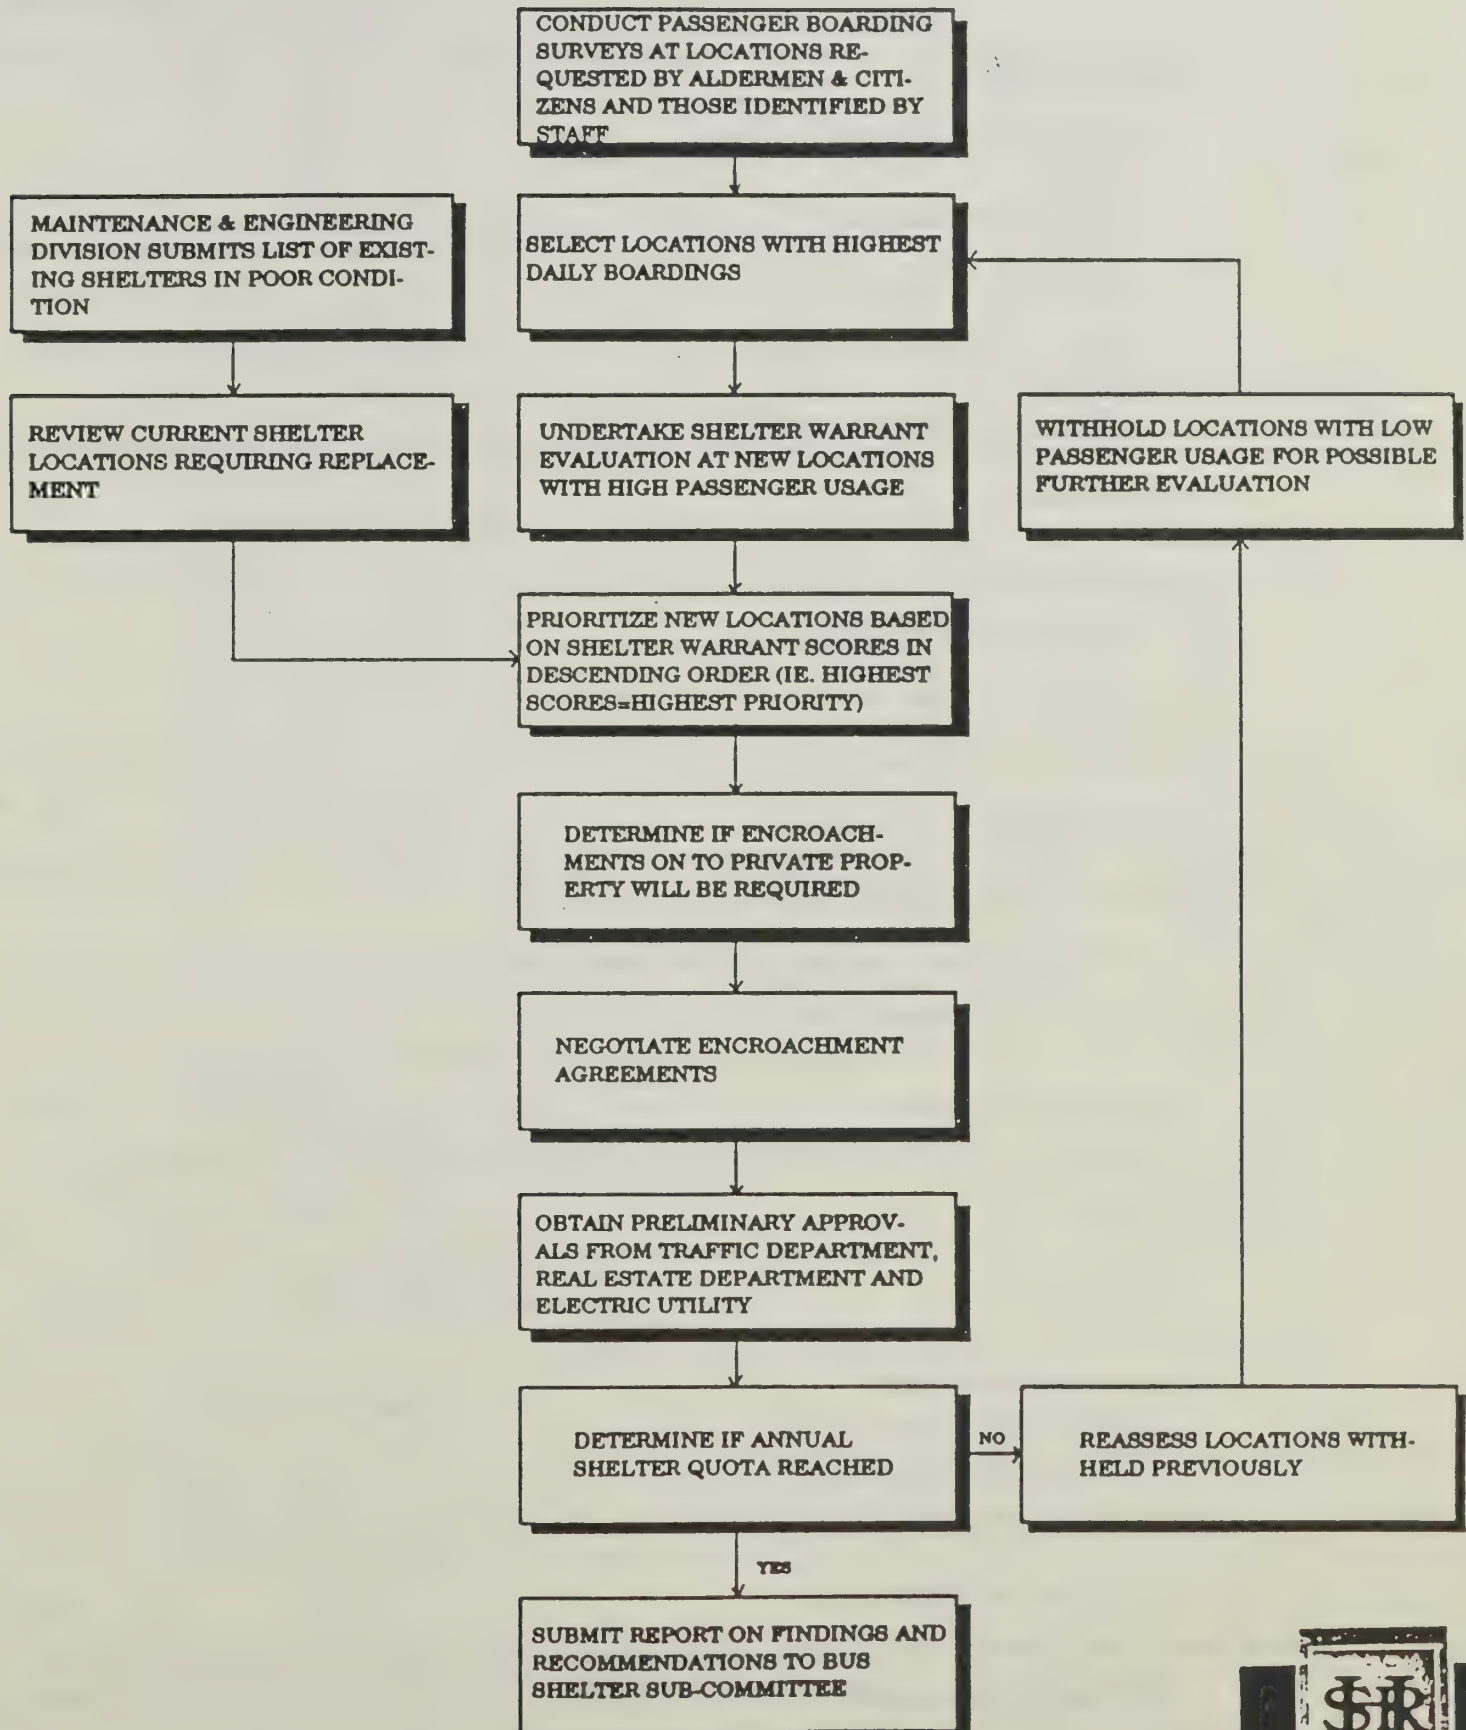 CONDUCT PASSENGER BOARDING
SURVEYS AT LOCATIONS RE-
QUESTED BY ALDERMEN & CITI-
ZENS AND THOSE IDENTIFIED BY
STAFF
MAINTENANCE & ENGINEERING
DIVISION SUBMITS LIST OF EXIST-
ING SHELTERS IN POOR CONDI-
TION
SELECT LOCATIONS WITH HIGHEST
DAILY BOARDINGS
REVIEW CURRENT SHELTER
LOCATIONS REQUIRING REPLACE-
MENT
UNDERTAKE SHELTER WARRANT
EVALUATION AT NEW LOCATIONS
WITH HIGH PASSENGER USAGE
WITHHOLD LOCATIONS WITH LOW
PASSENGER USAGE FOR POSSIBLE
FURTHER EVALUATION
PRIORITIZE NEW LOCATIONS BASED
ON SHELTER WARRANT SCORES IN
DESCENDING ORDER (IE. HIGHEST
SCORES=HIGHEST PRIORITY)
DETERMINE IF ENCROACH-
MENTS ON TO PRIVATE PROP-
ERTY WILL BE REQUIRED
NEGOTIATE ENCROACHMENT
AGREEMENTS
OBTAIN PRELIMINARY APPROV-
ALS FROM TRAFFIC DEPARTMENT,
REAL ESTATE DEPARTMENT AND
ELECTRIC UTILITY
DETERMINE IF ANNUAL
SHELTER QUOTA REACHED
NO
REASSESS LOCATIONS WITH-
HELD PREVIOUSLY
YES
SUBMIT REPORT ON FINDINGS AND
RECOMMENDATIONS TO BUS
SHELTER SUB-COMMITTEE